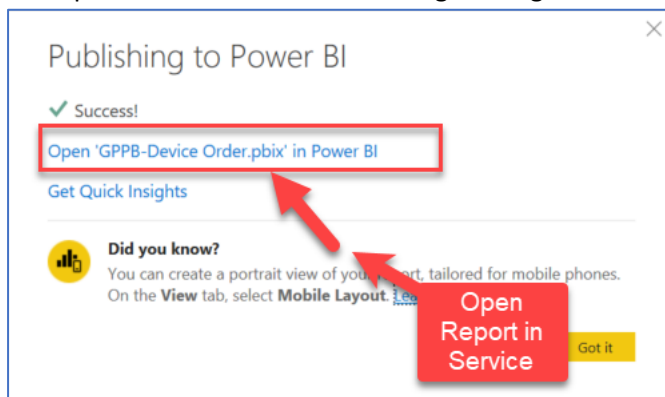 Publishing to Power BI
Success!
Open 'GPPB-Device Order.pbix' in Power BI
Get Quick Insights
Did you know?
You can create a portrait view of your tailored for mobile phones.
On the View tab, select Mobile Layout.
Open
Report in
Service
Got it